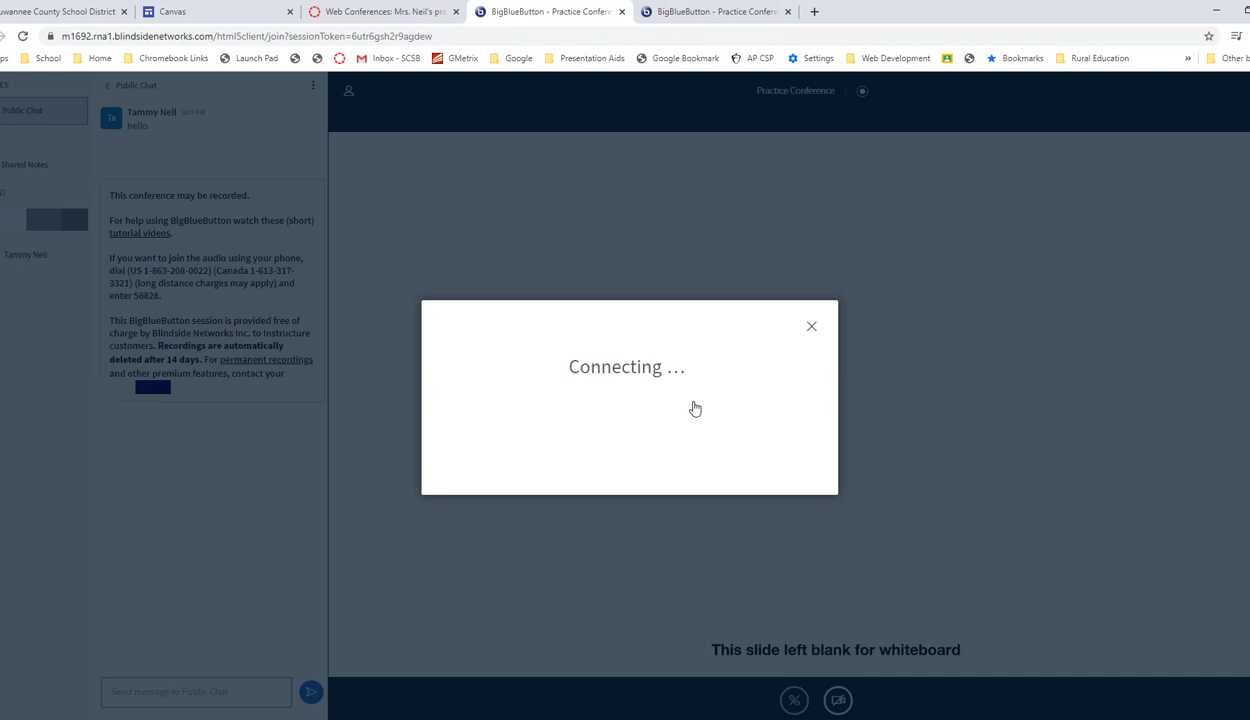 uwannee County School District
Canvas
Web Conferences: Mrs. Neil's pra
BigBlueButton - Practice Confere
BigBlueButton - Practice Confere
m1692.rna1.blindsidenetworks.com/html5client/join?sessionToken=6utr6gsh2r9agdew
ps
School
Home
Chromebook Links
Launch Pad
Inbox - SCSB
GMetrix
Google
Presentation Aids
Google Bookmark
AP CSP
Settings
Web Development
Bookmarks
Rural Education
»
Other b
ES
Public Chat
Public Chat
Practice Conference
Ta
Tammy Neil
hello
Shared Notes
This conference may be recorded.
For help using BigBlueButton watch these (short)
tutorial videos.
If you want to join the audio using your phone,
dial (US 1-863-208-0022) (Canada 1-613-317-
3321) (long distance charges may apply) and
enter 58828.
Tammy Neil
This BigBlueButton session is provided free of
charge by Blindside Networks Inc. to Instructure
customers. Recordings are automatically
deleted after 14 days. For permanent recordings
and other premium features, contact your
Connecting ...
This slide left blank for whiteboard
Send message to Public Chat